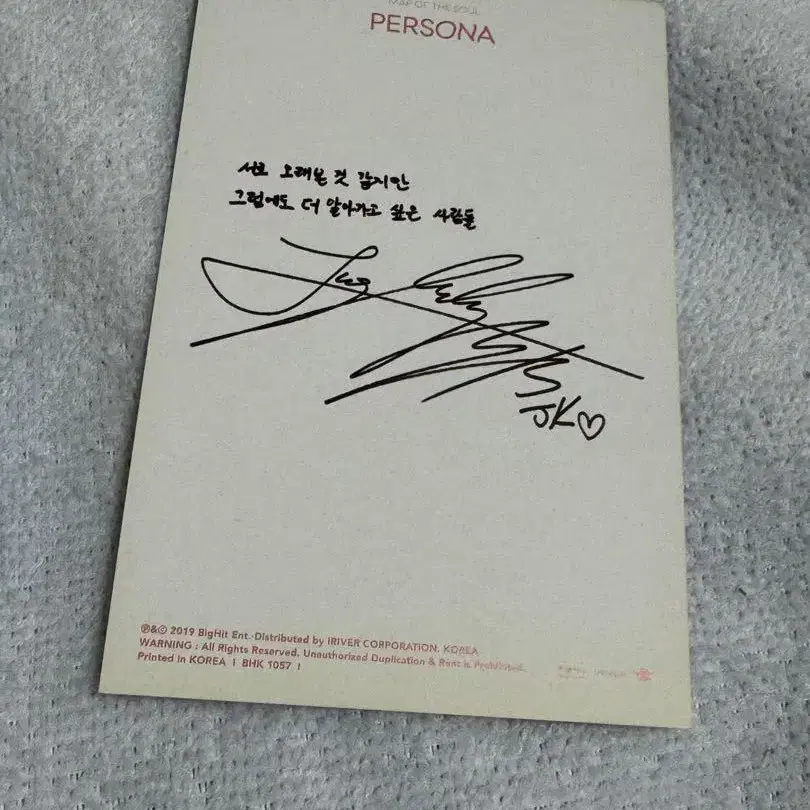 MAP OF THE SOUL
PERSONA
서로 오래본 것 같지만
그럼에도 더 알아가고 싶은 사람들
JK♡
℗&© 2019 BigHit Ent. Distributed by IRIVER CORPORATION. KOREA
WARNING : All Rights Reserved. Unauthorized Duplication & Rent is Prohibited.
Printed in KOREA I BHK 1057 I